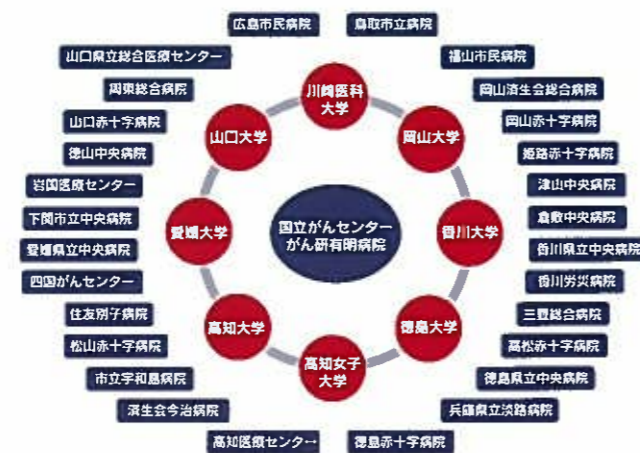 広島市民病院 鳥取市立病院
山口県立総合医療センター 福山市民病院
周東総合病院 川崎医科 岡山済生会総合病院
大学
山口赤十字病院 山口大学 岡山大学 岡山赤十字病院
徳山中央病院 姫路赤十字病院
岩国医療センター 津山中央病院
下関市立中央病院 愛媛大学 国立がんセンター 香川大学 倉敷中央病院
がん研有明病院
愛媛県立中央病院 香川県立中央病院
四国がんセンター 香川労災病院
住友別子病院 高知大学 徳島大学 三豊総合病院
松山赤十字病院 高知女子 高松赤十字病院
大学
市立宇和島病院 徳島県立中央病院
済生会今治病院 兵庫県立淡路病院
高知医療センター 徳島赤十字病院